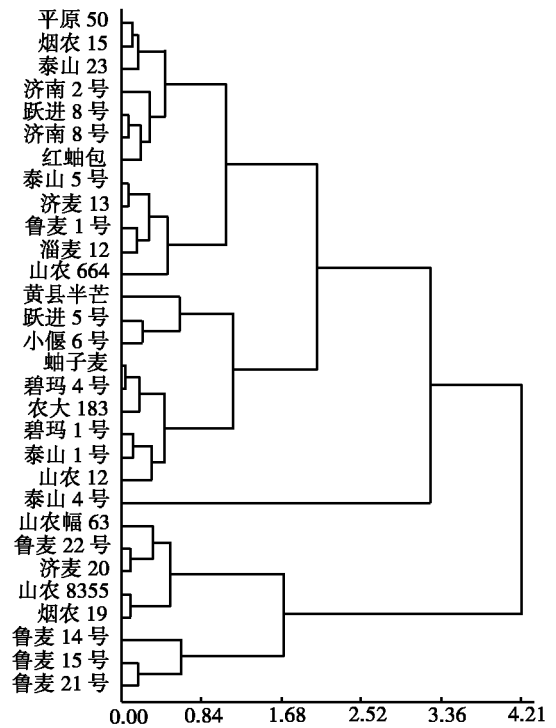 平原 50
烟农 15
泰山 23
济南 2 号
跃进 8 号
济南 8号
红蚰包
泰山 5 号
济麦 13
鲁麦 1 号
淄麦 12
山农 664
黄县半芒
跃进 5 号
小偃 6 号
蚰子麦
碧玛 4 号
农大 183
碧玛 1 号
泰山 1 号
山农 12
泰山 4 号
山农幅 63
鲁麦 22 号
济麦 20
山农 8355
烟农 19
鲁麦 14 号
鲁麦 15 号
鲁麦 21 号
0.00 0.84 1.68 2.52 3.36 4.21